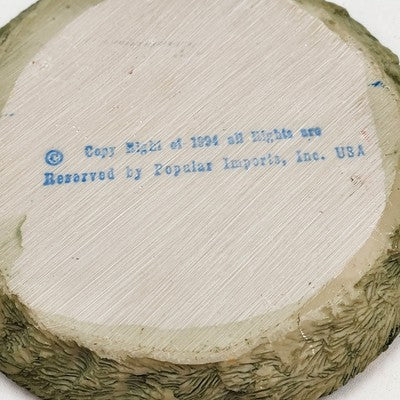 © Copy Right of 1994 all Rights are
Reserved by Popular Imports, Inc. USA